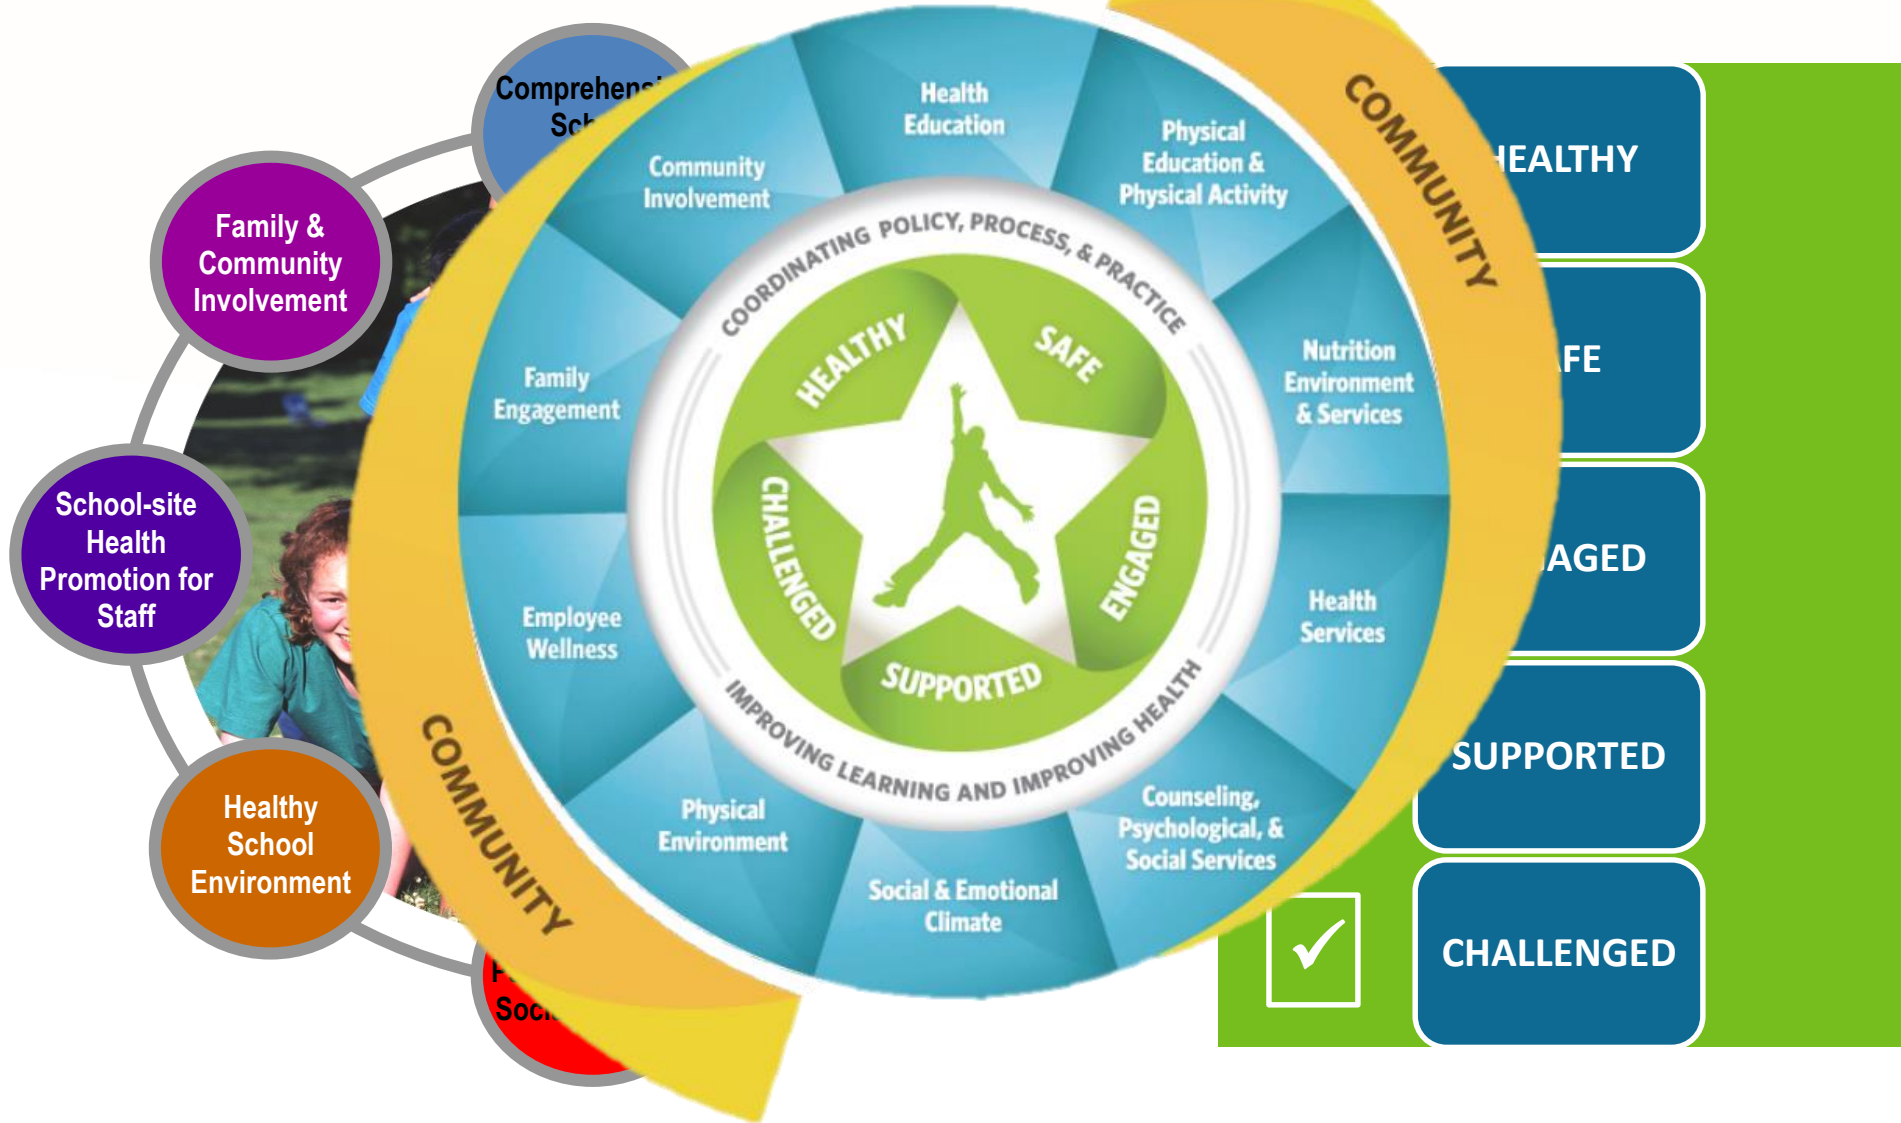 Comprehens
Family &
Community
Involvement
School-site
Health
Promotion for
Staff
Healthy
School
Environment
COMMUNITY
Health
Education
Physical
Education &
Physical Activity
Nutrition
Environment
& Services
Health
Services
Counseling,
Psychological, &
Social Services
Social & Emotional
Climate
Physical
Environment
Employee
Wellness
Family
Engagement
Community
Involvement
COMMUNITY
COORDINATING POLICY, PROCESS, & PRACTICE
IMPROVING LEARNING AND IMPROVING HEALTH
HEALTHY
SAFE
ENGAGED
SUPPORTED
CHALLENGED
HEALTHY
FE
AGED
SUPPORTED
CHALLENGED